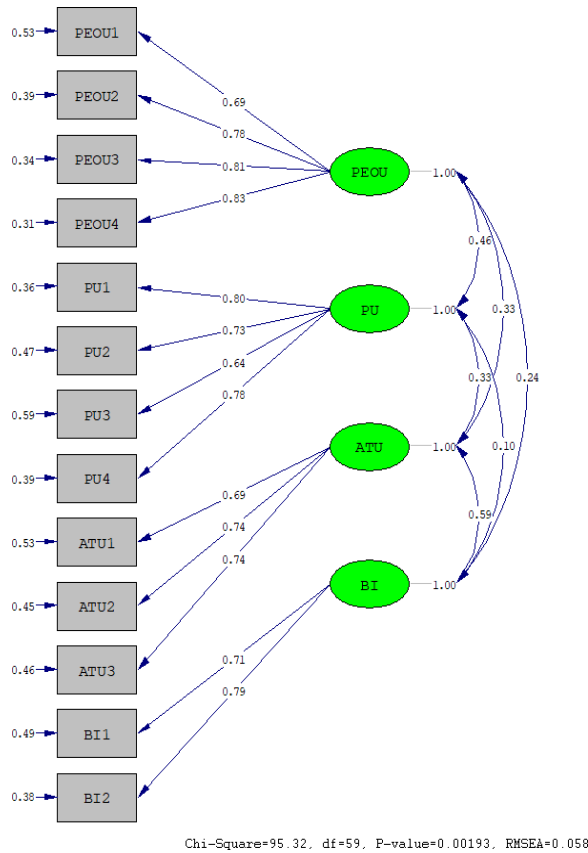 0.53 PEOU1
0.69
0.39 PEOU2
0.78
0.34 PEOU3
0.81
PEOU 1.00
0.83
0.31 PEOU4
0.46
0.36 PU1
0.80
PU 1.00
0.33
0.73
0.47 PU2
0.64
0.33
0.24
0.78
0.59 PU3
ATU 1.00
0.10
0.39 PU4
0.69
0.59
0.74
0.53 ATU1
0.74
BI 1.00
0.45 ATU2
0.71
0.46 ATU3
0.79
0.49 BI1
0.38 BI2
Chi-Square=95.32, df=59, P-value=0.00193, RMSEA=0.058